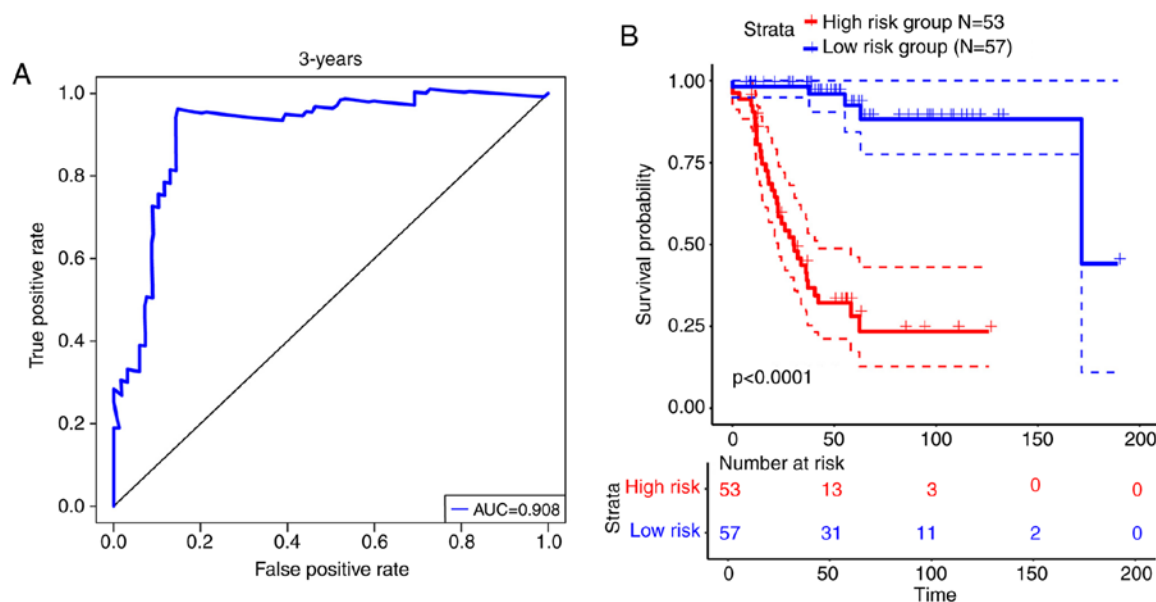 A
3-years
1.0
0.8
0.6
0.4
0.2
0.0
True positive rate
0.0 0.2 0.4 0.6 0.8 1.0
False positive rate
AUC=0.908
B
Strata
High risk group N=53
Low risk group (N=57)
1.00
0.75
0.50
0.25
0.00
Survival probability
p<0.0001
0 50 100 150 200
Number at risk
Strata
High risk 53 13 3 0 0
Low risk 57 31 11 2 0
0 50 100 150 200
Time